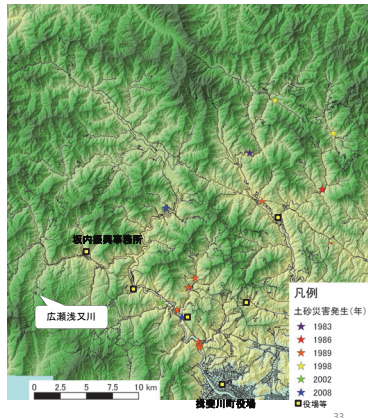 坂内振興事務所
広瀬浅又川
揖斐川町役場
凡例
土砂災害発生(年)
1983
1986
1989
1998
2002
2008
役場等
0 2.5 5 7.5 10 km
33